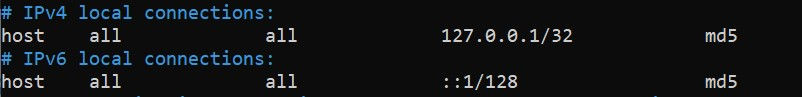 # IPv4 local connections:
host    all             all             127.0.0.1/32            md5
# IPv6 local connections:
host    all             all             ::1/128                 md5